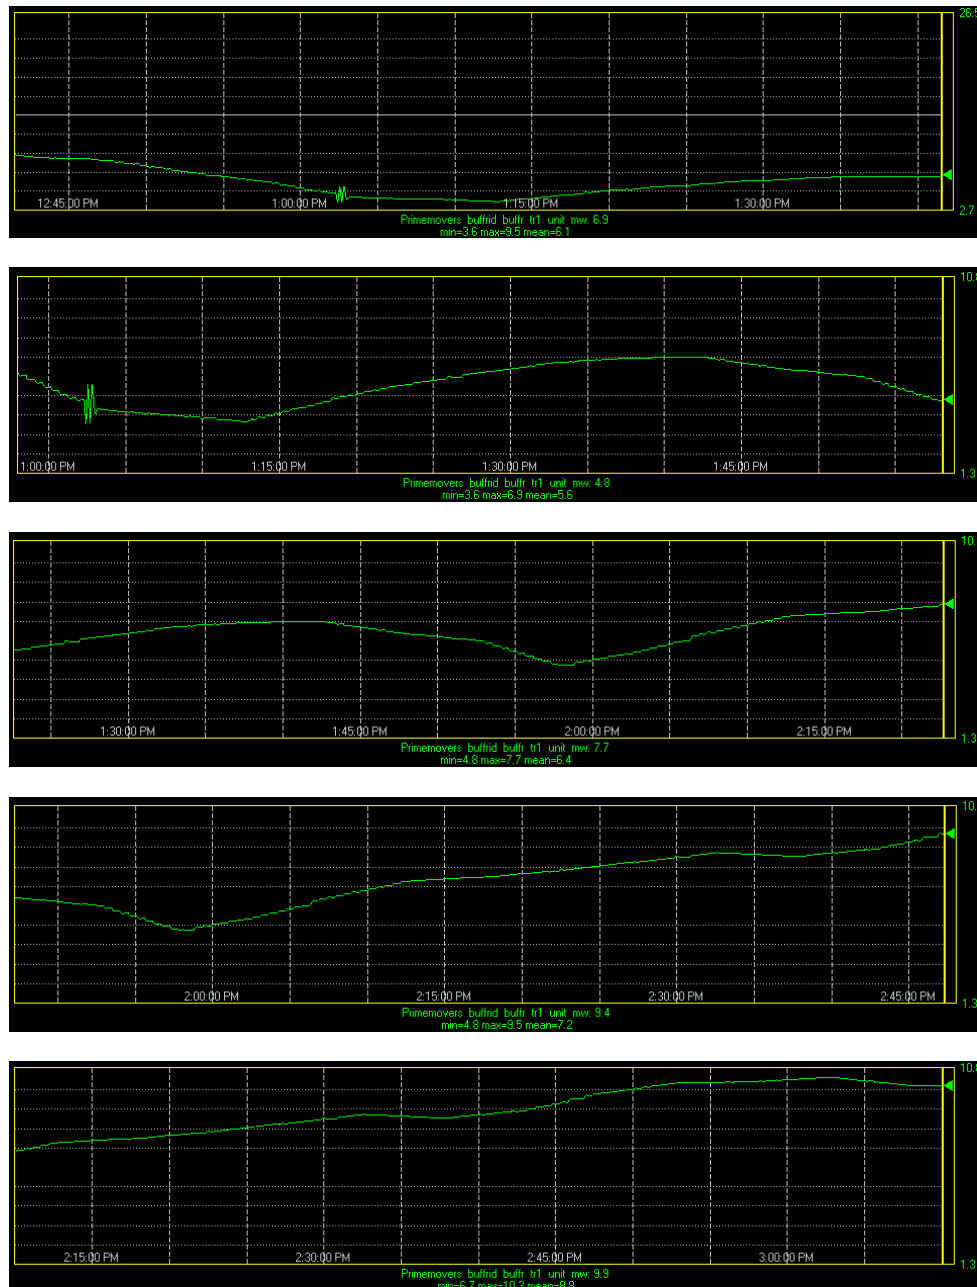 26.5
12:45:00 PM 1:00:00 PM 1:15:00 PM 1:30:00 PM
2.7
Primemovers buffrid buffr tr1 unit mw: 6.9
min=3.6 max=9.5 mean=6.1
1:00:00 PM 1:15:00 PM 1:30:00 PM 1:45:00 PM
1.3
Primemovers buffrid buffr tr1 unit mw: 4.8
min=3.6 max=6.9 mean=5.6
1:30:00 PM 1:45:00 PM 2:00:00 PM 2:15:00 PM
1.3
Primemovers buffrid buffr tr1 unit mw: 7.7
min=4.8 max=7.7 mean=6.4
2:00:00 PM 2:15:00 PM 2:30:00 PM 2:45:00 PM
1.3
Primemovers buffrid buffr tr1 unit mw: 9.4
min=4.8 max=9.5 mean=7.2
2:15:00 PM 2:30:00 PM 2:45:00 PM 3:00:00 PM
1.3
Primemovers buffrid buffr tr1 unit mw: 9.9